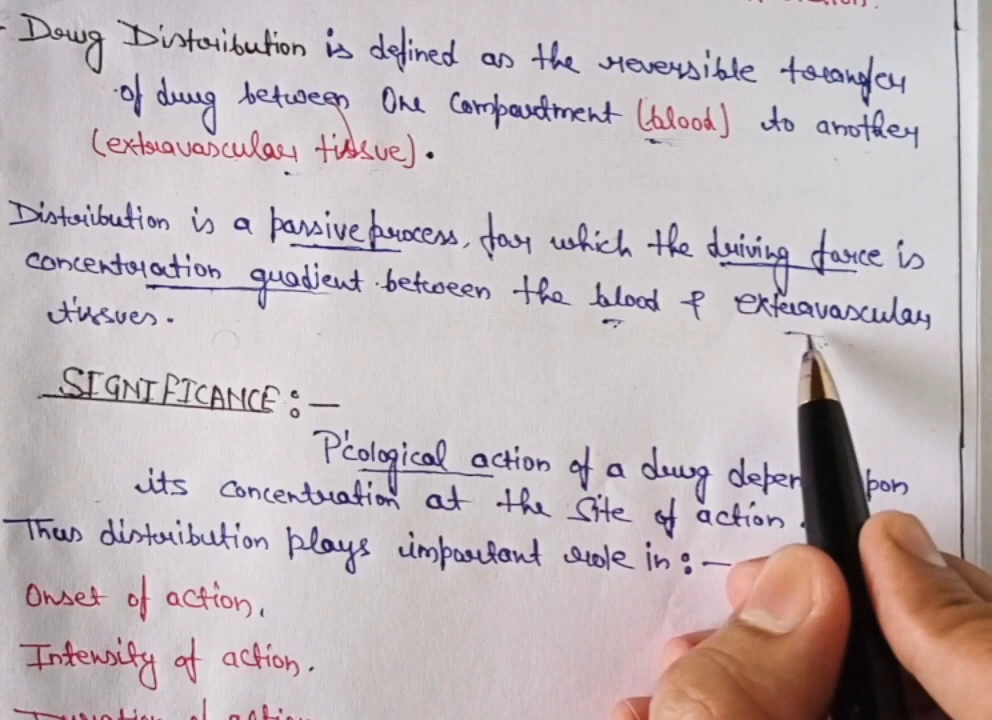 Drug Distribution is defined as the reversible transfer
of drug between One Compartment (blood) to another
(extravascular tissue).
Distribution is a passive process, for which the driving force is
concentration gradient between the blood & extravascular
tissues.
SIGNIFICANCE :-
P'cological action of a drug depen pon
its concentration at the site of action.
Thus distribution plays important role in :-
Onset of action.
Intensity of action.
Duration of action